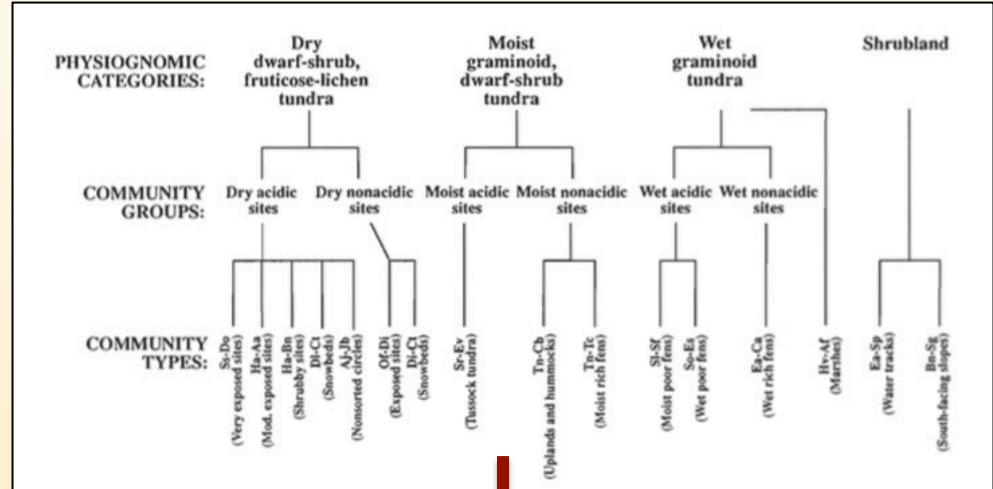 PHYSIOGNOMIC
CATEGORIES:
Dry
dwarf-shrub,
fruticose-lichen
tundra
Moist
graminoid,
dwarf-shrub
tundra
Wet
graminoid
tundra
Shrubland
COMMUNITY
GROUPS:
Dry acidic
sites
Dry nonacidic
sites
Moist acidic
sites
Moist nonacidic
sites
Wet acidic
sites
Wet nonacidic
sites
COMMUNITY
TYPES:
Ss-Do
(Very exposed sites)
Ha-Aa
(Mod. exposed sites)
Ha-Bn
(Shrubby sites)
Dl-Ct
(Snowbeds)
Aj-Jb
(Nonsorted circles)
Of-Di
(Exposed sites)
Di-Ct
(Snowbeds)
Sr-Ev
(Tussock tundra)
Tn-Cb
(Uplands and hummocks)
Tn-Tc
(Moist rich fens)
Sl-Sf
(Moist poor fens)
So-Es
(Wet poor fens)
Ea-Ca
(Wet rich fens)
Hv-Af
(Marshes)
Ea-Sp
(Water tracks)
Bn-Sg
(South-facing slopes)